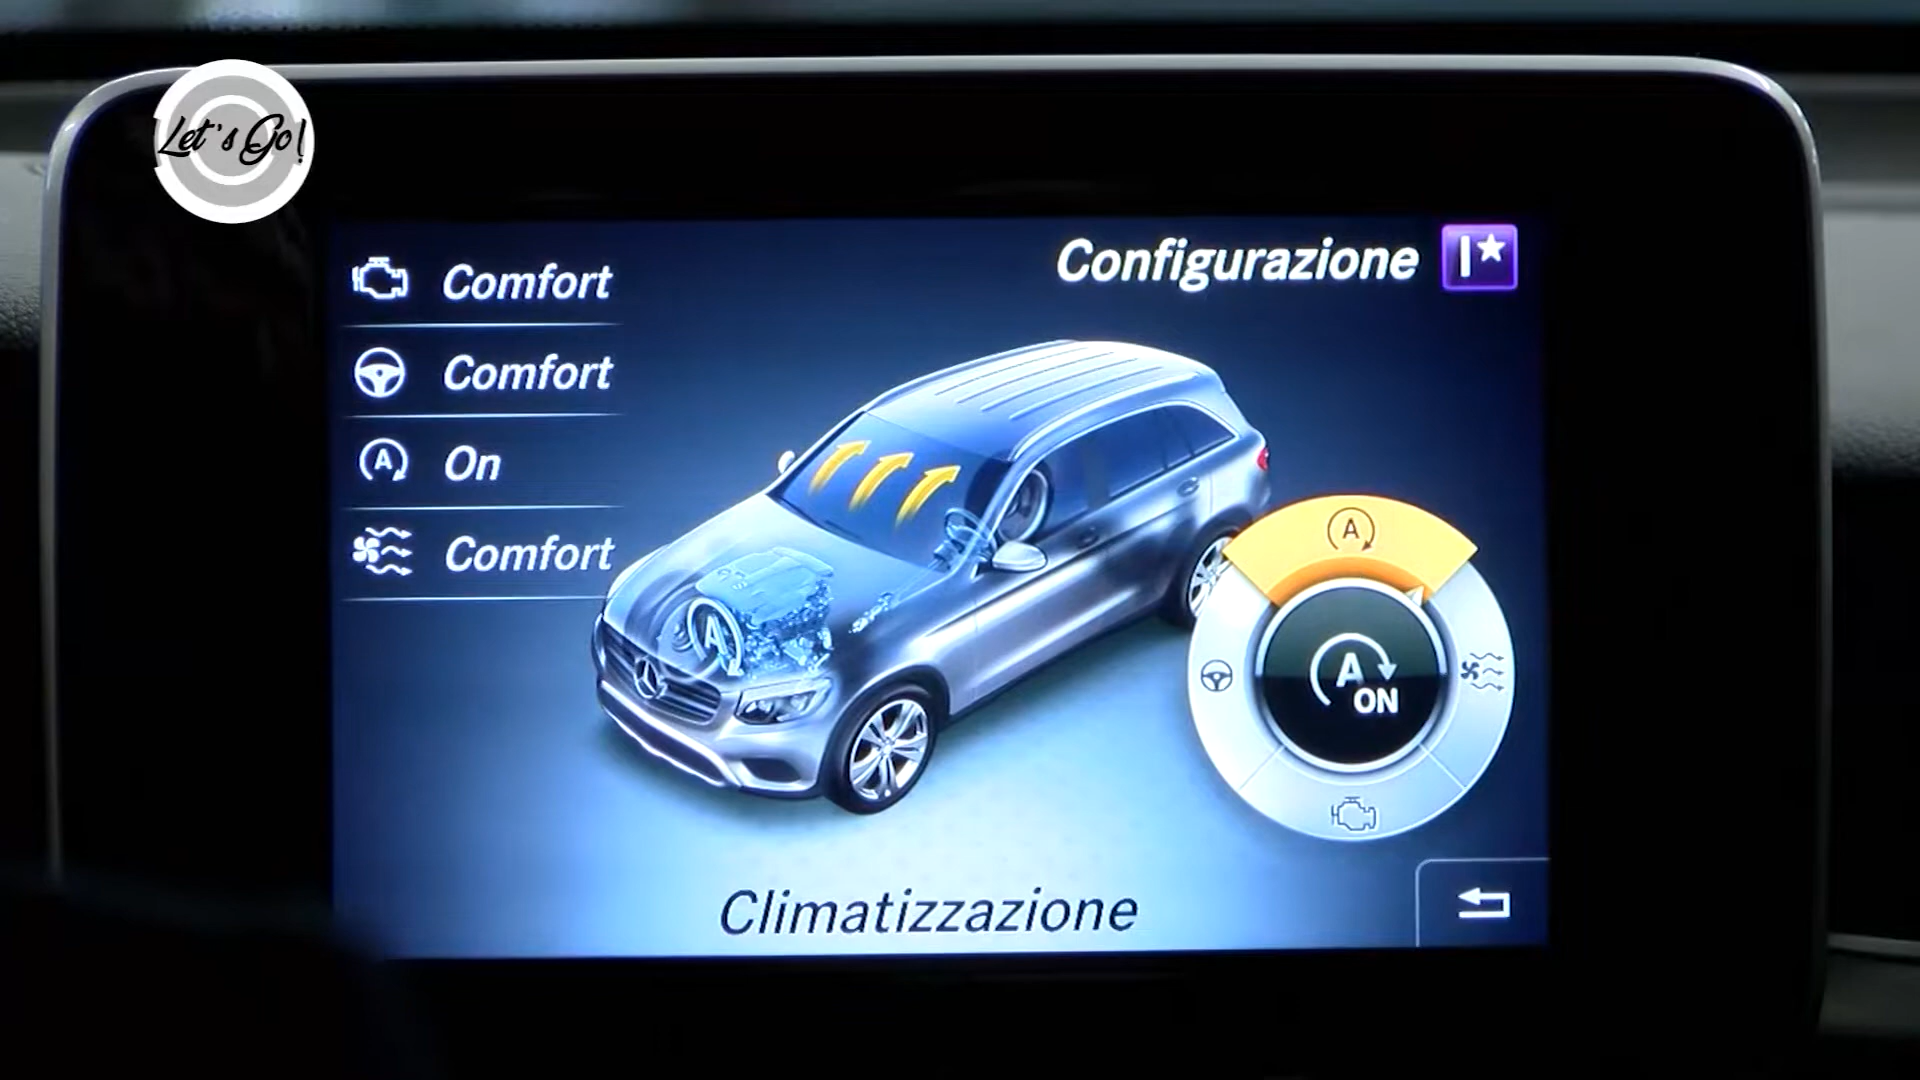 Let's Go!
Configurazione I*
Comfort
Comfort
A On
Comfort
A
A
A ON
Climatizzazione